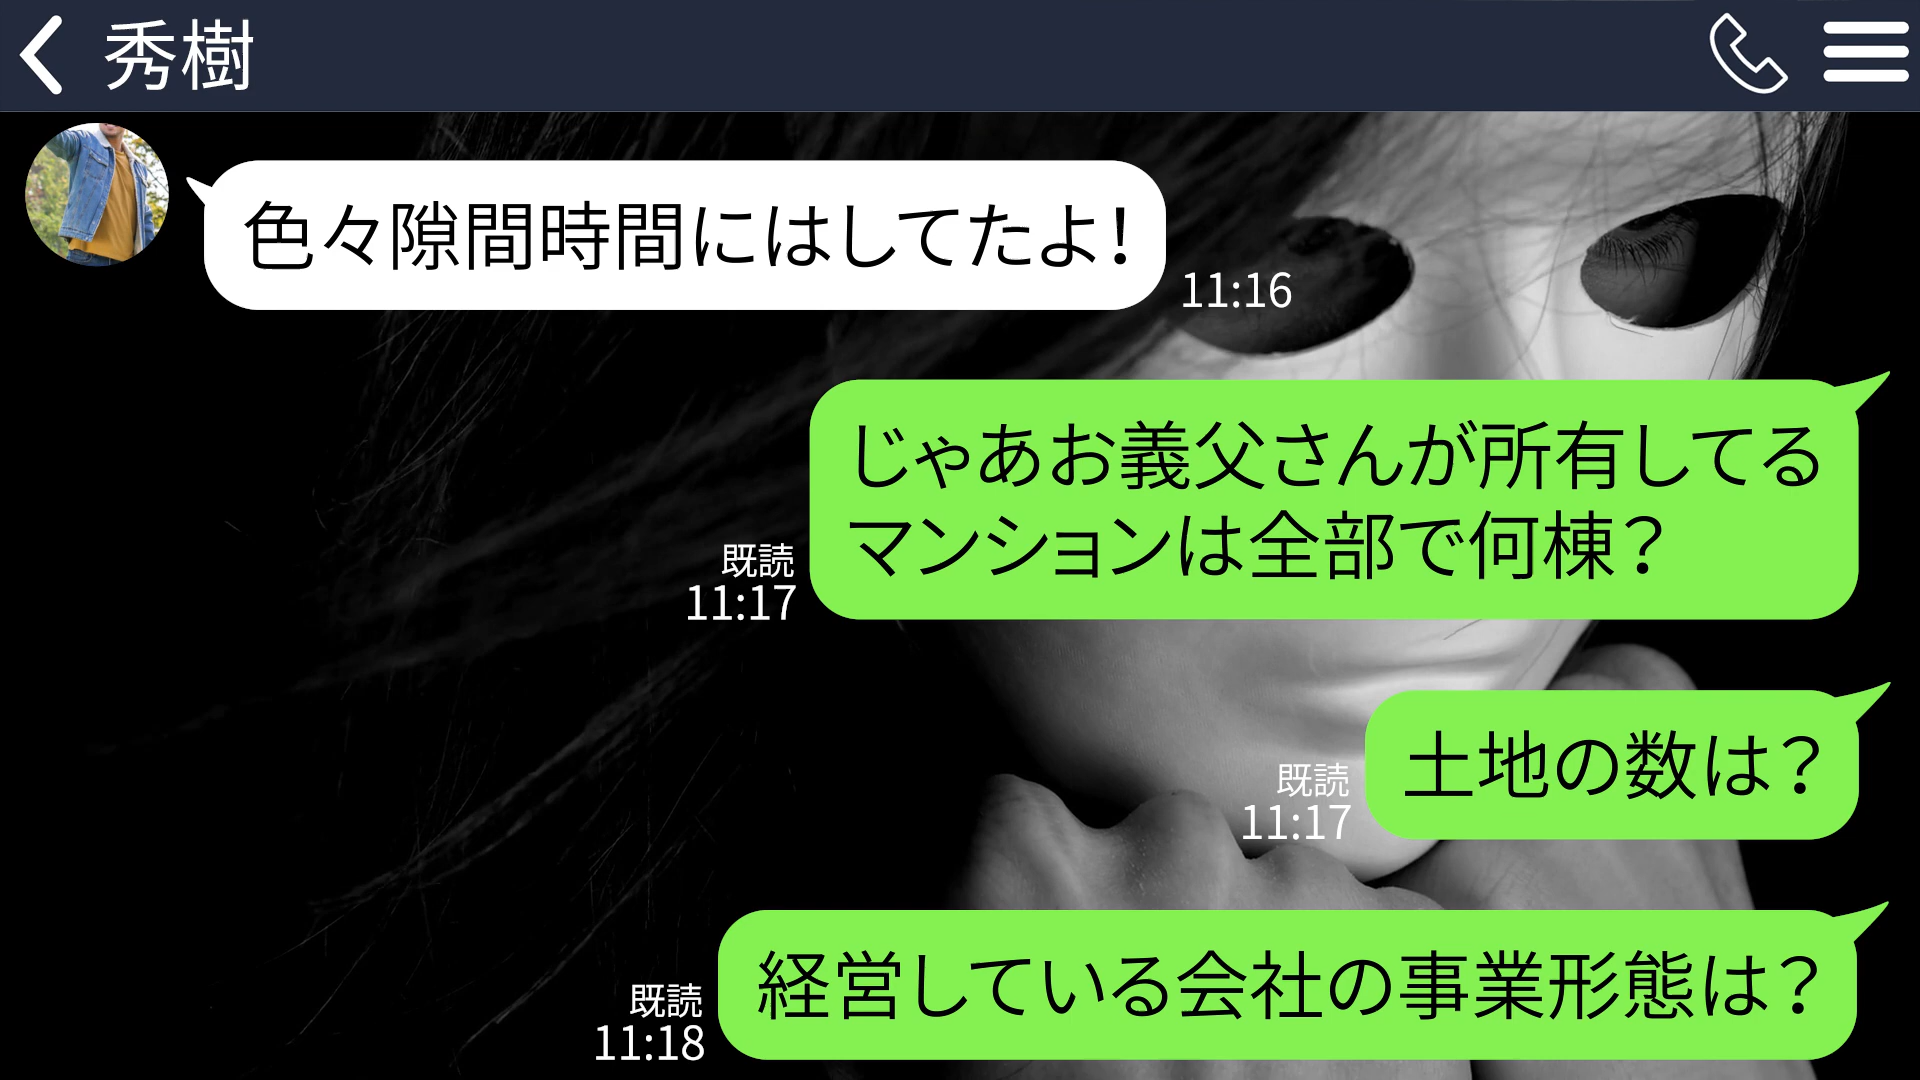 秀樹
色々隙間時間にはしてたよ！
11:16
じゃあお義父さんが所有してる
マンションは全部で何棟？
既読
11:17
土地の数は？
既読
11:17
経営している会社の事業形態は？
既読
11:18